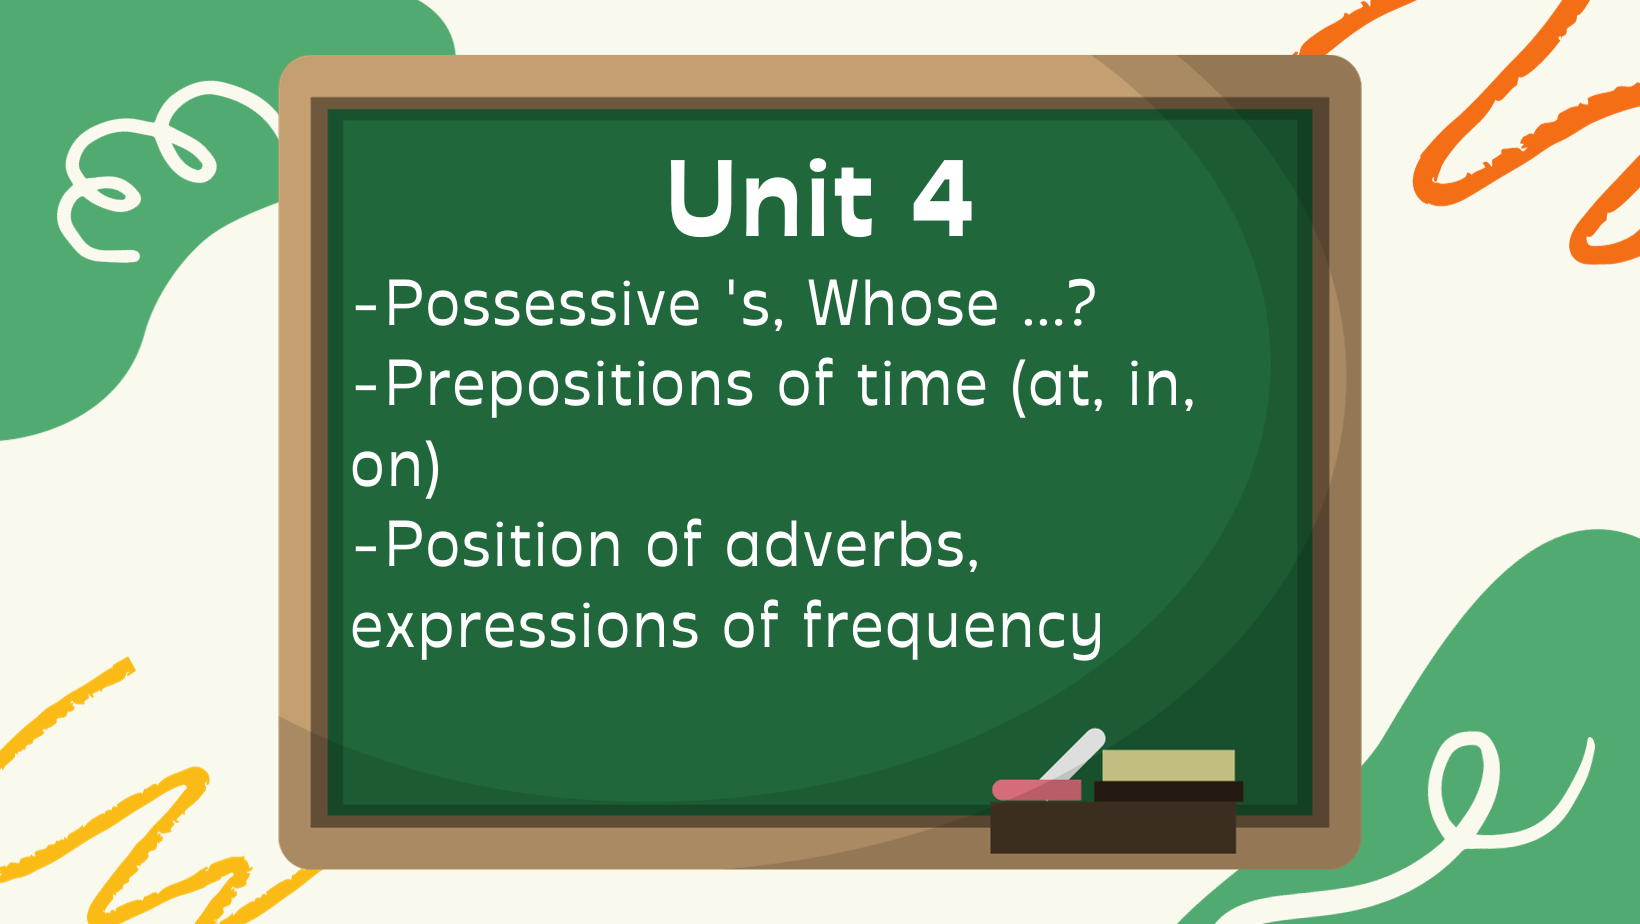 Unit 4
-Possessive 's, Whose ...?
-Prepositions of time (at, in,
on)
-Position of adverbs,
expressions of frequency